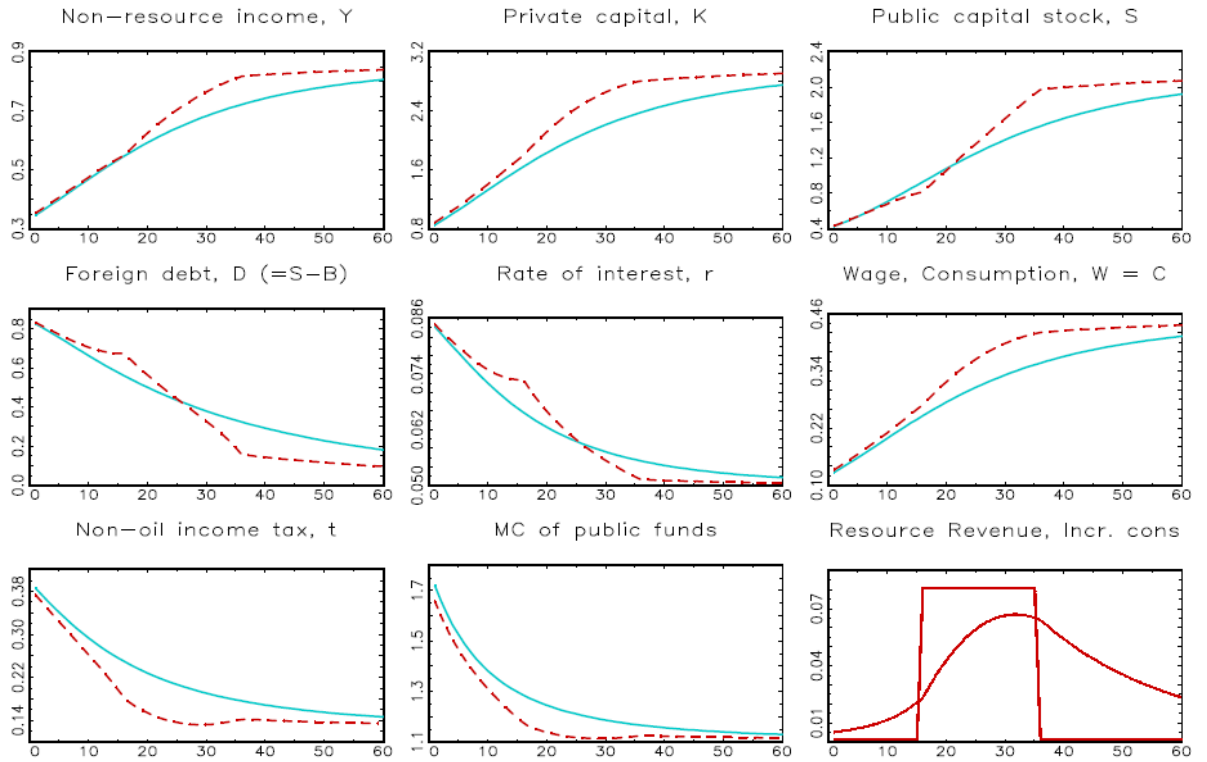 Non-resource income, Y
Private capital, K
Public capital stock, S
0.9
0.7
0.5
0.3
0 10 20 30 40 50 60
3.2
2.4
1.6
0.8
0 10 20 30 40 50 60
2.4
2.0
1.6
1.2
0.8
0.4
0 10 20 30 40 50 60
Foreign debt, D (=S-B)
Rate of interest, r
Wage, Consumption, W = C
0.8
0.6
0.4
0.2
0.0
0 10 20 30 40 50 60
0.086
0.074
0.062
0.050
0 10 20 30 40 50 60
0.46
0.34
0.22
0.10
0 10 20 30 40 50 60
Non-oil income tax, t
MC of public funds
Resource Revenue, Incr. cons
0.38
0.30
0.22
0.14
0 10 20 30 40 50 60
1.7
1.5
1.3
1.1
0 10 20 30 40 50 60
0.07
0.04
0.01
0 10 20 30 40 50 60